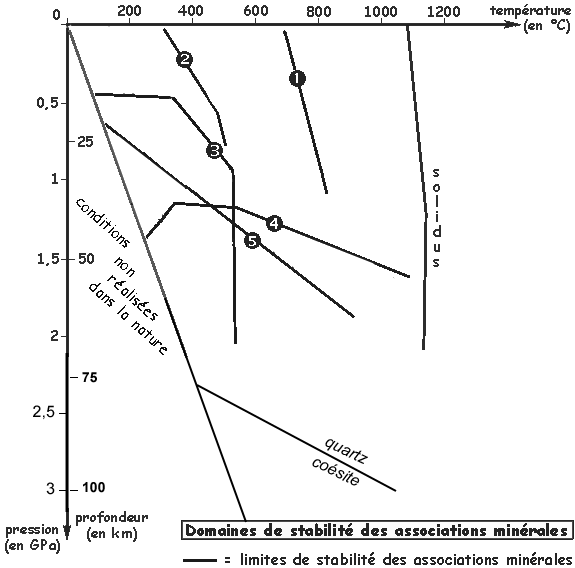 0 200 400 600 800 1000 1200 température
(en °C)
1
2
0,5
3
25
1
solidus
4
5
conditions
non
réalisées
dans la nature
1,5
50
2
75
2,5
quartz
coésite
3
100
pression
(en GPa)
profondeur
(en km)
Domaines de stabilité des associations minérales
= limites de stabilité des associations minérales